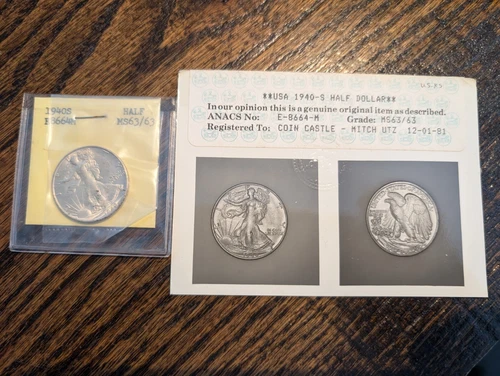 1940S HALF
E8664M MS63/63
**USA 1940-S HALF DOLLAR**
In our opinion this is a genuine original item as described.
ANACS No: E-8664-M Grade: MS63/63
Registered To: COIN CASTLE - MITCH UTZ 12-01-81